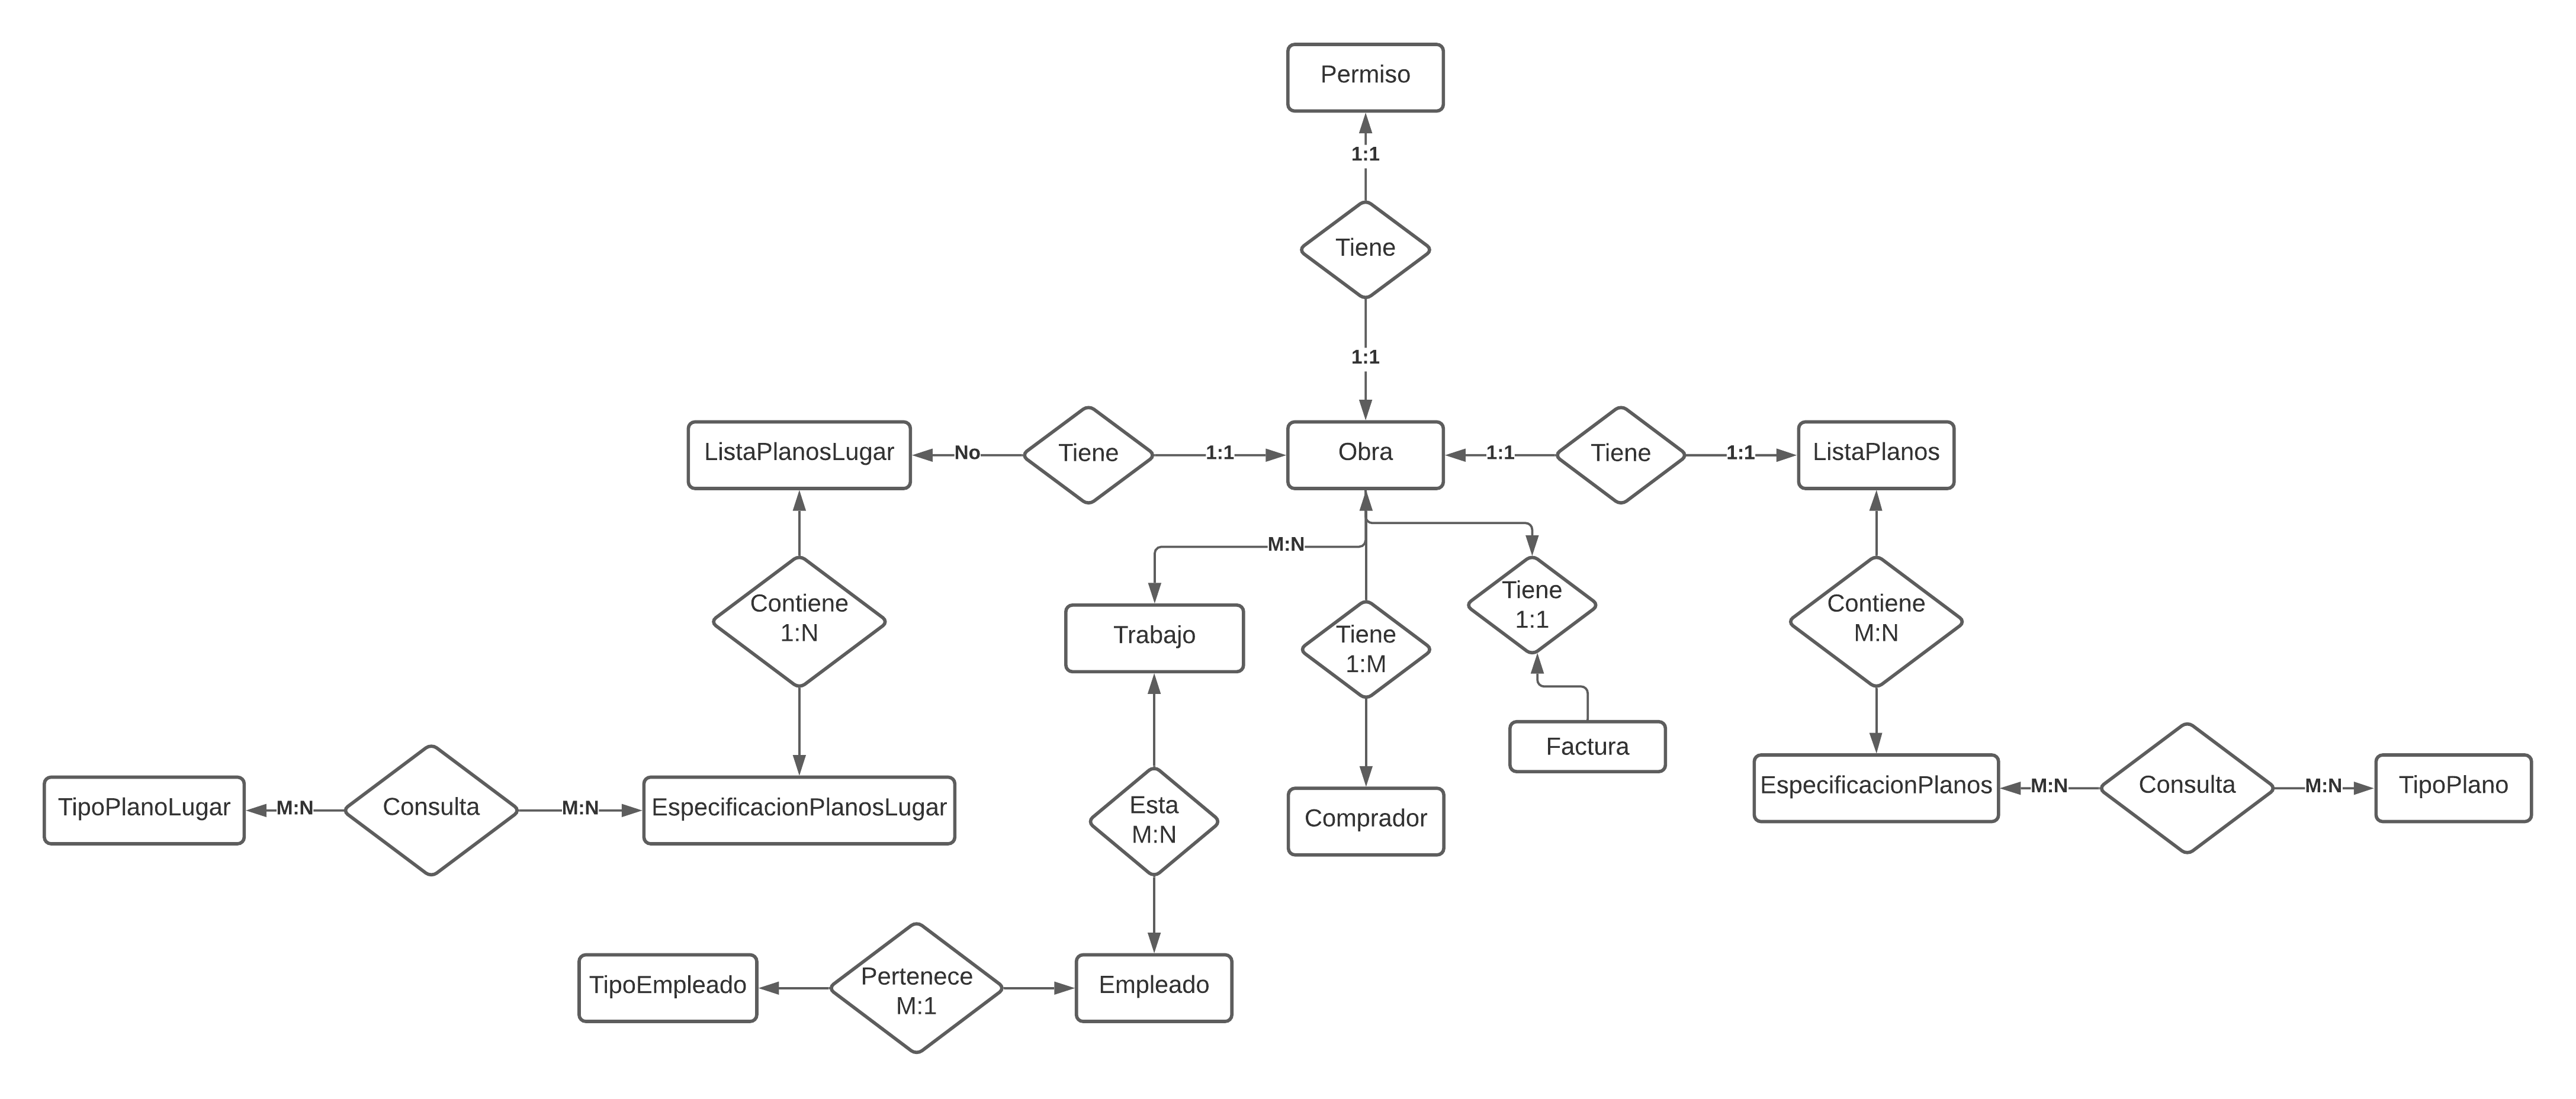 Permiso
1:1
Tiene
1:1
ListaPlanosLugar
No
Tiene
1:1
Obra
1:1
Tiene
1:1
ListaPlanos
M:N
Contiene
1:N
Trabajo
Tiene
1:M
Tiene
1:1
Contiene
M:N
Factura
TipoPlanoLugar
M:N
Consulta
M:N
EspecificacionPlanosLugar
Esta
M:N
Comprador
EspecificacionPlanos
M:N
Consulta
M:N
TipoPlano
TipoEmpleado
Pertenece
M:1
Empleado